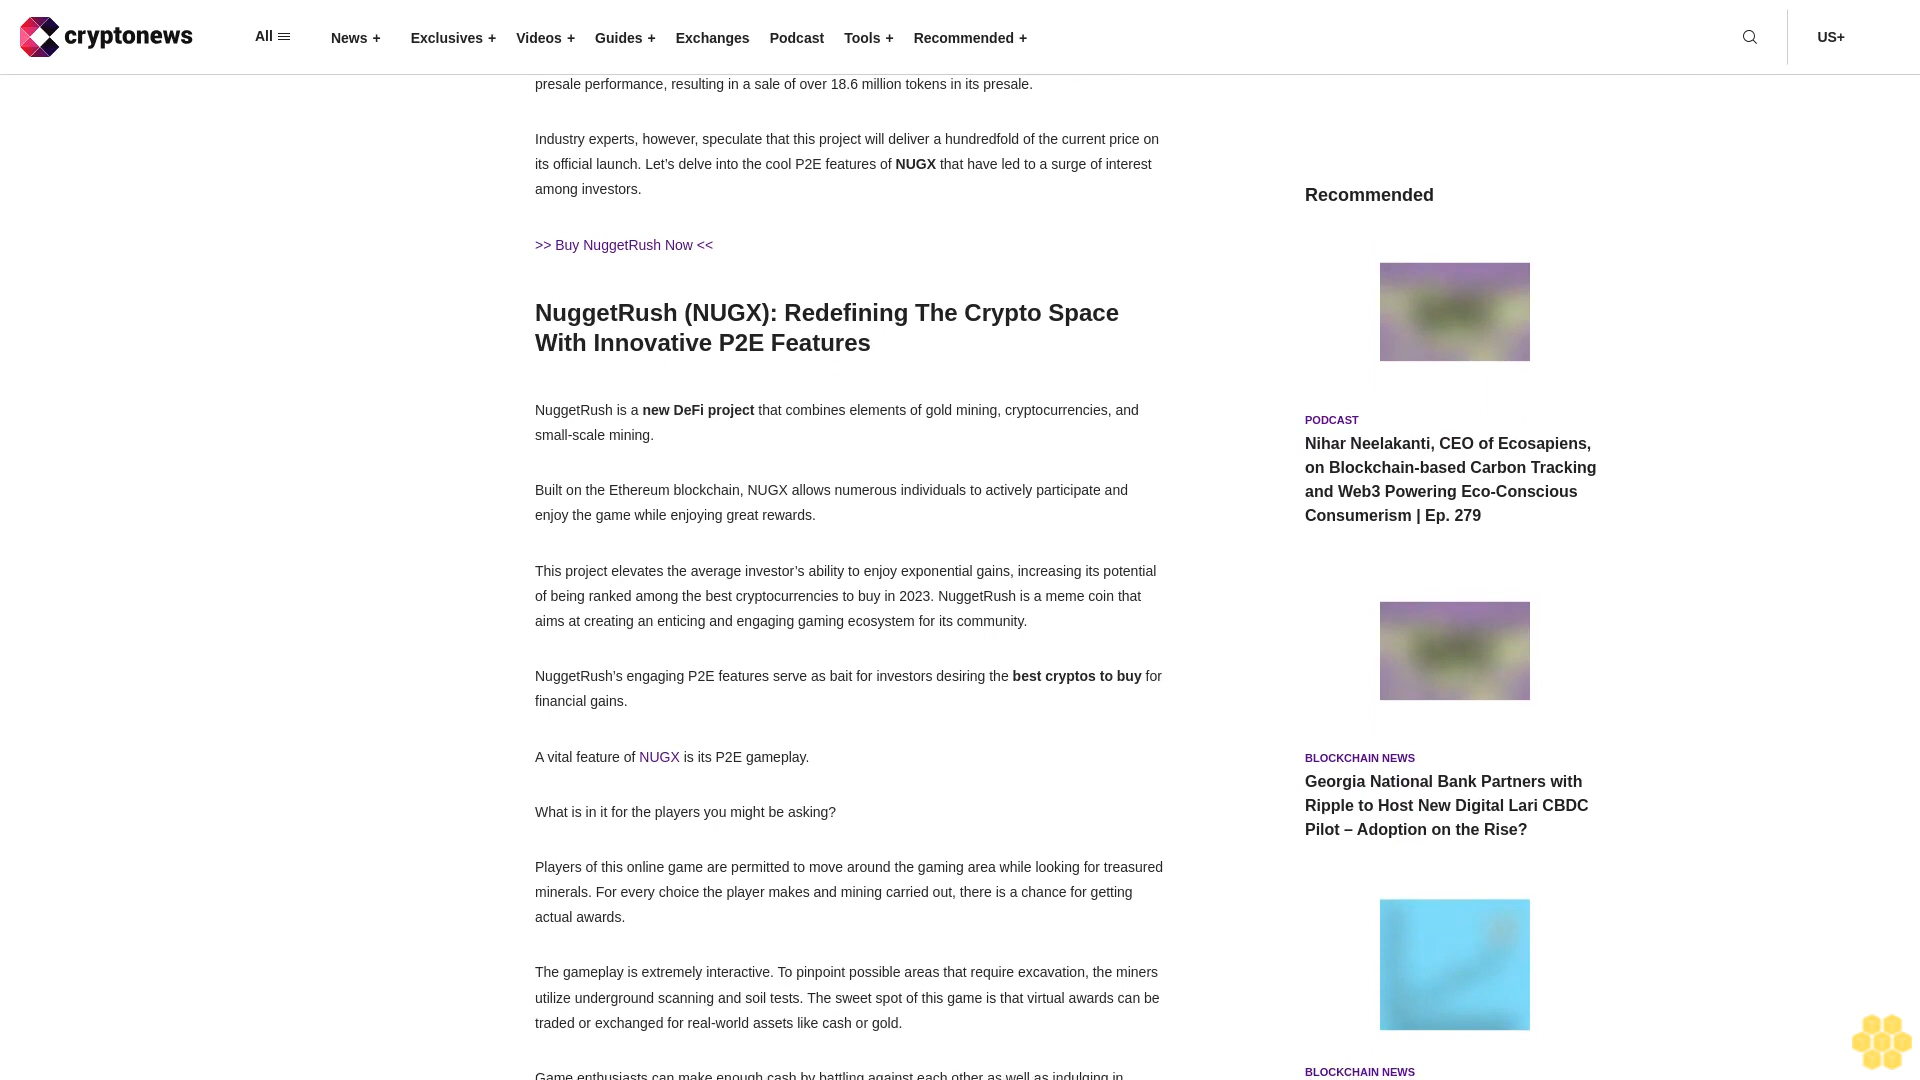 cryptonews
All
News +
Exclusives +
Videos +
Guides +
Exchanges
Podcast
Tools +
Recommended +
US+
presale performance, resulting in a sale of over 18.6 million tokens in its presale.
Industry experts, however, speculate that this project will deliver a hundredfold of the current price on
its official launch. Let’s delve into the cool P2E features of NUGX that have led to a surge of interest
among investors.
>> Buy NuggetRush Now <<
NuggetRush (NUGX): Redefining The Crypto Space
With Innovative P2E Features
NuggetRush is a new DeFi project that combines elements of gold mining, cryptocurrencies, and
small-scale mining.
Built on the Ethereum blockchain, NUGX allows numerous individuals to actively participate and
enjoy the game while enjoying great rewards.
This project elevates the average investor’s ability to enjoy exponential gains, increasing its potential
of being ranked among the best cryptocurrencies to buy in 2023. NuggetRush is a meme coin that
aims at creating an enticing and engaging gaming ecosystem for its community.
NuggetRush’s engaging P2E features serve as bait for investors desiring the best cryptos to buy for
financial gains.
A vital feature of NUGX is its P2E gameplay.
What is in it for the players you might be asking?
Players of this online game are permitted to move around the gaming area while looking for treasured
minerals. For every choice the player makes and mining carried out, there is a chance for getting
actual awards.
The gameplay is extremely interactive. To pinpoint possible areas that require excavation, the miners
utilize underground scanning and soil tests. The sweet spot of this game is that virtual awards can be
traded or exchanged for real-world assets like cash or gold.
Game enthusiasts can make enough cash by battling against each other as well as indulging in
Recommended
PODCAST
Nihar Neelakanti, CEO of Ecosapiens,
on Blockchain-based Carbon Tracking
and Web3 Powering Eco-Conscious
Consumerism | Ep. 279
BLOCKCHAIN NEWS
Georgia National Bank Partners with
Ripple to Host New Digital Lari CBDC
Pilot – Adoption on the Rise?
BLOCKCHAIN NEWS